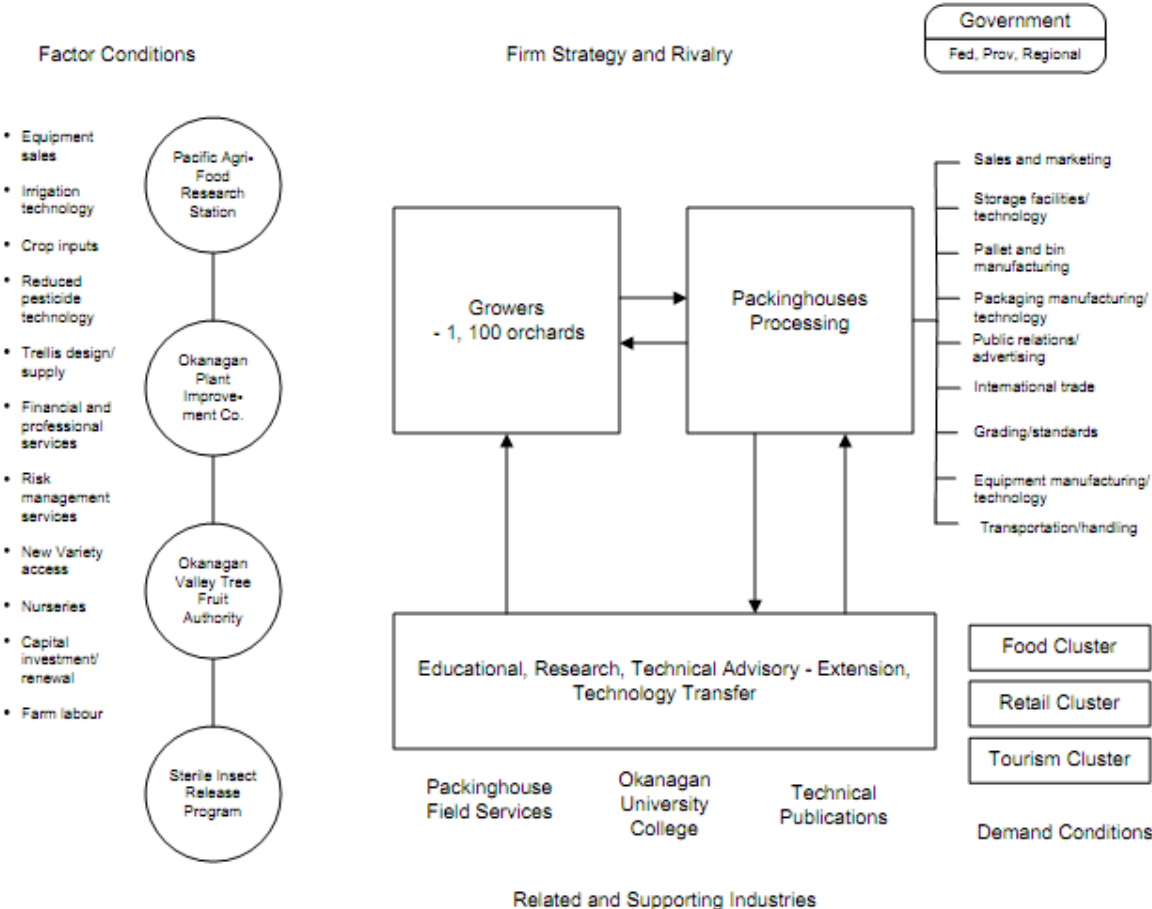 Government
Fed, Prov, Regional
Factor Conditions
Firm Strategy and Rivalry
• Equipment
sales
• Irrigation
technology
• Crop inputs
• Reduced
pesticide
technology
• Trellis design/
supply
• Financial and
professional
services
• Risk
management
services
• New Variety
access
• Nurseries
• Capital
investment/
renewal
• Farm labour
Pacific Agri-
Food
Research
Station
Okanagan
Plant
Improve-
ment Co.
Okanagan
Valley Tree
Fruit
Authority
Sterile Insect
Release
Program
Growers
- 1, 100 orchards
Packinghouses
Processing
Sales and marketing
Storage facilities/
technology
Pallet and bin
manufacturing
Packaging manufacturing/
technology
Public relations/
advertising
International trade
Grading/standards
Equipment manufacturing/
technology
Transportation/handling
Educational, Research, Technical Advisory - Extension,
Technology Transfer
Packinghouse
Field Services
Okanagan
University
College
Technical
Publications
Food Cluster
Retail Cluster
Tourism Cluster
Demand Conditions
Related and Supporting Industries